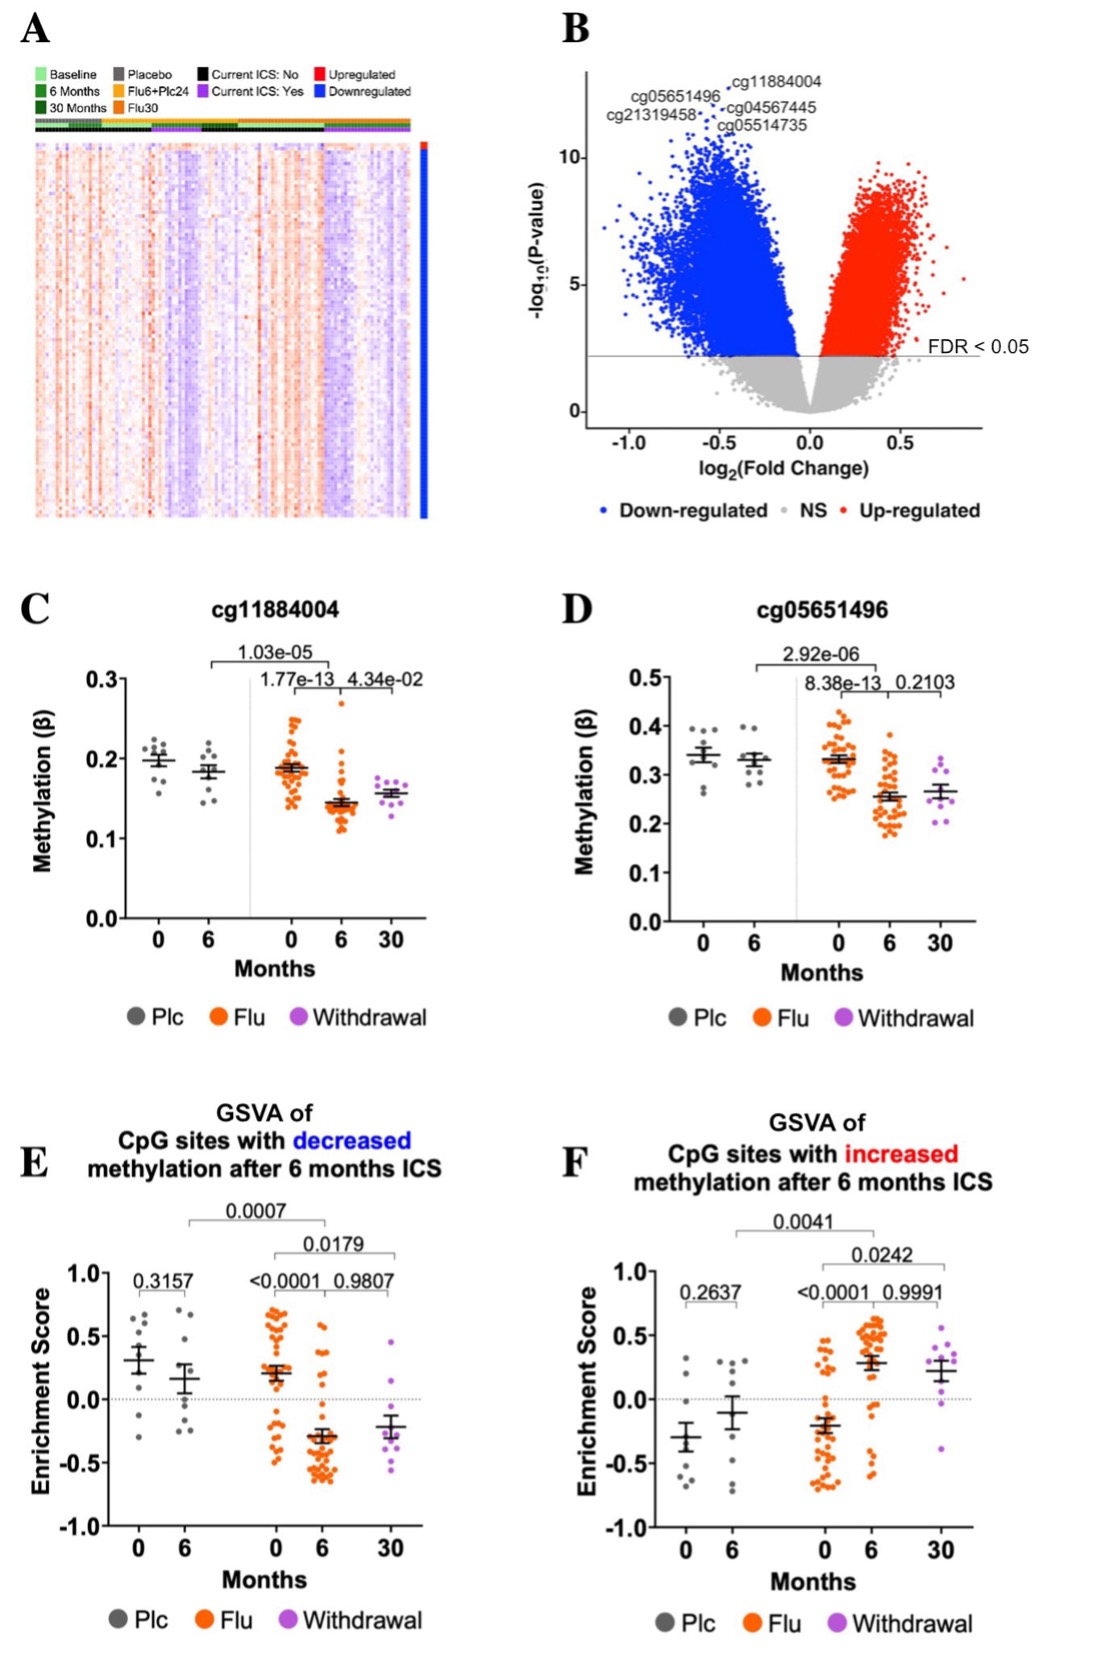 A
Baseline Placebo Current ICS: No Upregulated
6 Months Flu6+Plc24 Current ICS: Yes Downregulated
30 Months Flu30
B
cg11884004
cg05651496
cg04567445
cg21319458
cg05514735
10
5
0
-log10(P-value)
FDR < 0.05
-1.0 -0.5 0.0 0.5
log2(Fold Change)
Down-regulated NS Up-regulated
C
cg11884004
1.03e-05
1.77e-13 4.34e-02
0.3
0.2
0.1
0.0
Methylation (β)
0 6 0 6 30
Months
Plc Flu Withdrawal
D
cg05651496
2.92e-06
8.38e-13 0.2103
0.5
0.4
0.3
0.2
0.1
0.0
Methylation (β)
0 6 0 6 30
Months
Plc Flu Withdrawal
E
GSVA of
CpG sites with decreased
methylation after 6 months ICS
0.0007
0.0179
0.3157 <0.0001 0.9807
1.0
0.5
0.0
-0.5
-1.0
Enrichment Score
0 6 0 6 30
Months
Plc Flu Withdrawal
F
GSVA of
CpG sites with increased
methylation after 6 months ICS
0.0041
0.0242
0.2637 <0.0001 0.9991
1.0
0.5
0.0
-0.5
-1.0
Enrichment Score
0 6 0 6 30
Months
Plc Flu Withdrawal